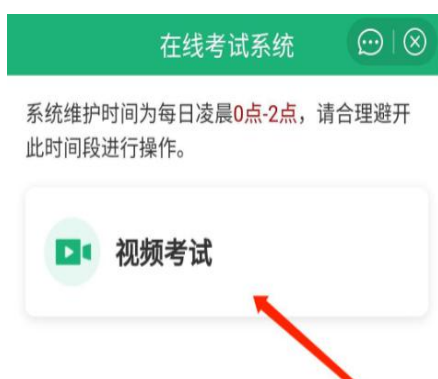 在线考试系统
系统维护时间为每日凌晨0点-2点，请合理避开
此时间段进行操作。
视频考试